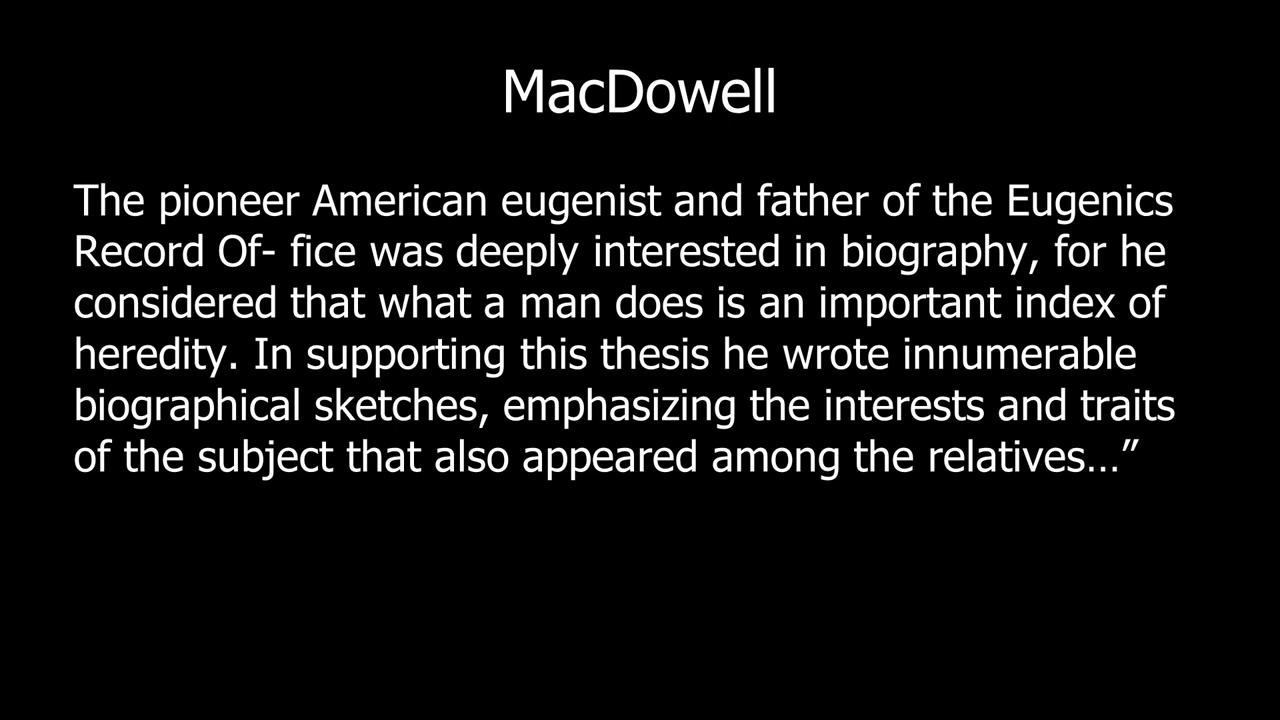 MacDowell
The pioneer American eugenist and father of the Eugenics
Record Of- fice was deeply interested in biography, for he
considered that what a man does is an important index of
heredity. In supporting this thesis he wrote innumerable
biographical sketches, emphasizing the interests and traits
of the subject that also appeared among the relatives…”